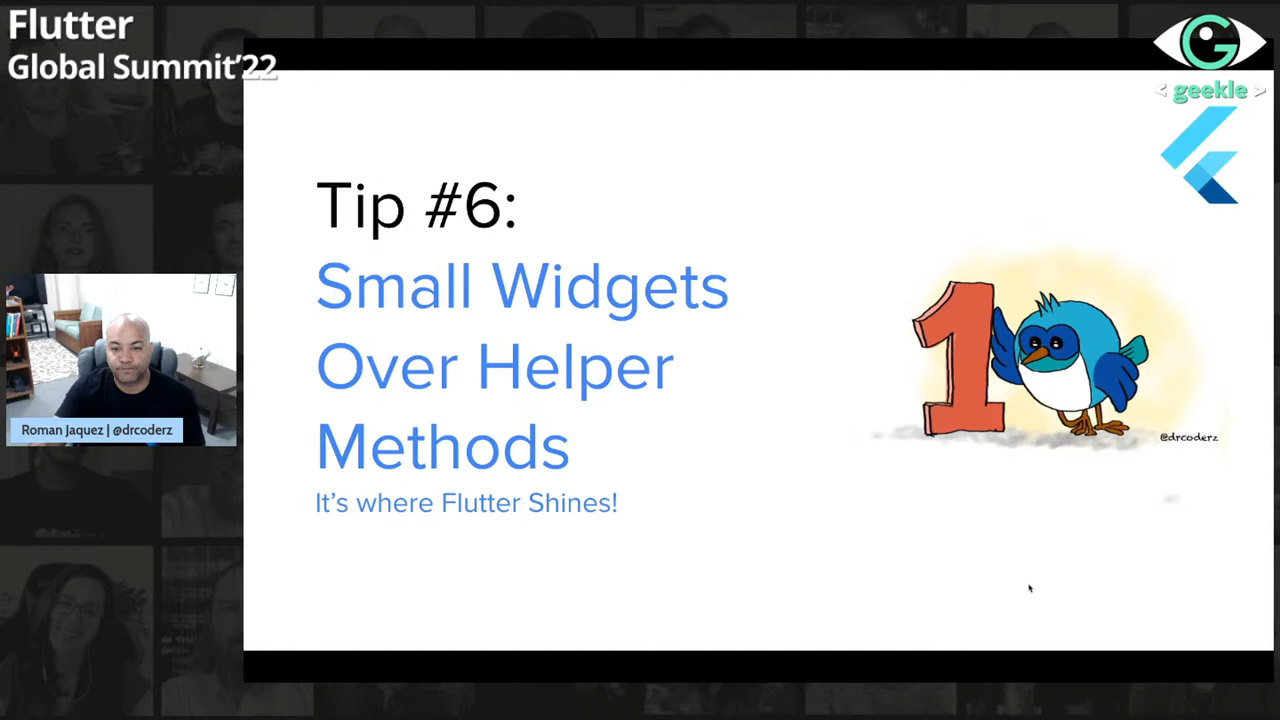 Flutter
Global Summit'22
G
< geekle >
Tip #6:
Small Widgets
Over Helper
Methods
It's where Flutter Shines!
1
@drcoderz
Roman Jaquez | @drcoderz